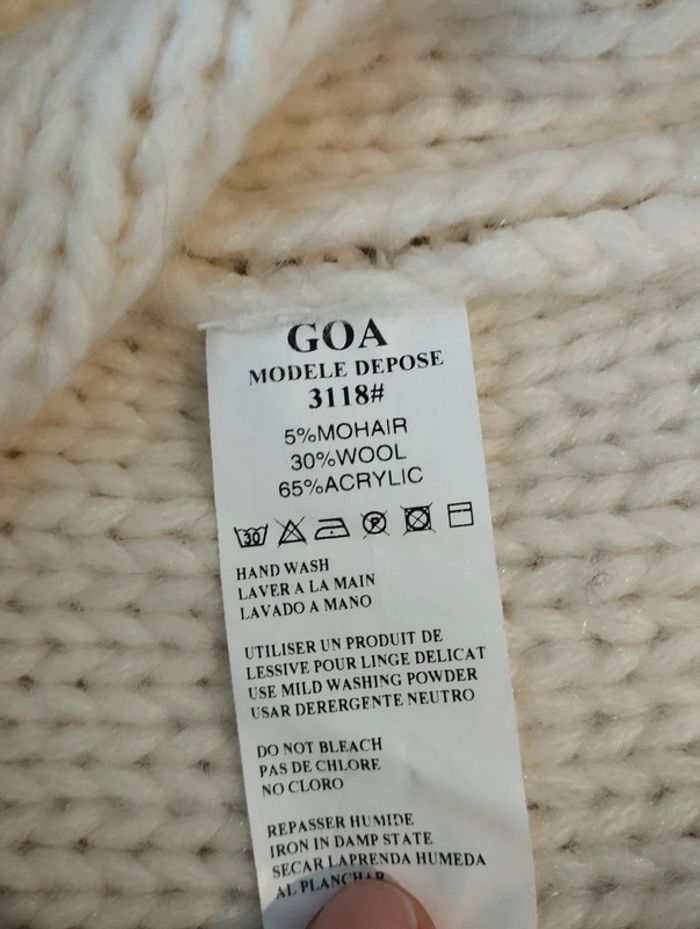 GOA
MODELE DEPOSE
3118#
5%MOHAIR
30%WOOL
65%ACRYLIC
30 P
HAND WASH
LAVER A LA MAIN
LAVADO A MANO
UTILISER UN PRODUIT DE
LESSIVE POUR LINGE DELICAT
USE MILD WASHING POWDER
USAR DERERGENTE NEUTRO
DO NOT BLEACH
PAS DE CHLORE
NO CLORO
REPASSER HUMIDE
IRON IN DAMP STATE
SECAR LAPRENDA HUMEDA
AL PLANCHAR